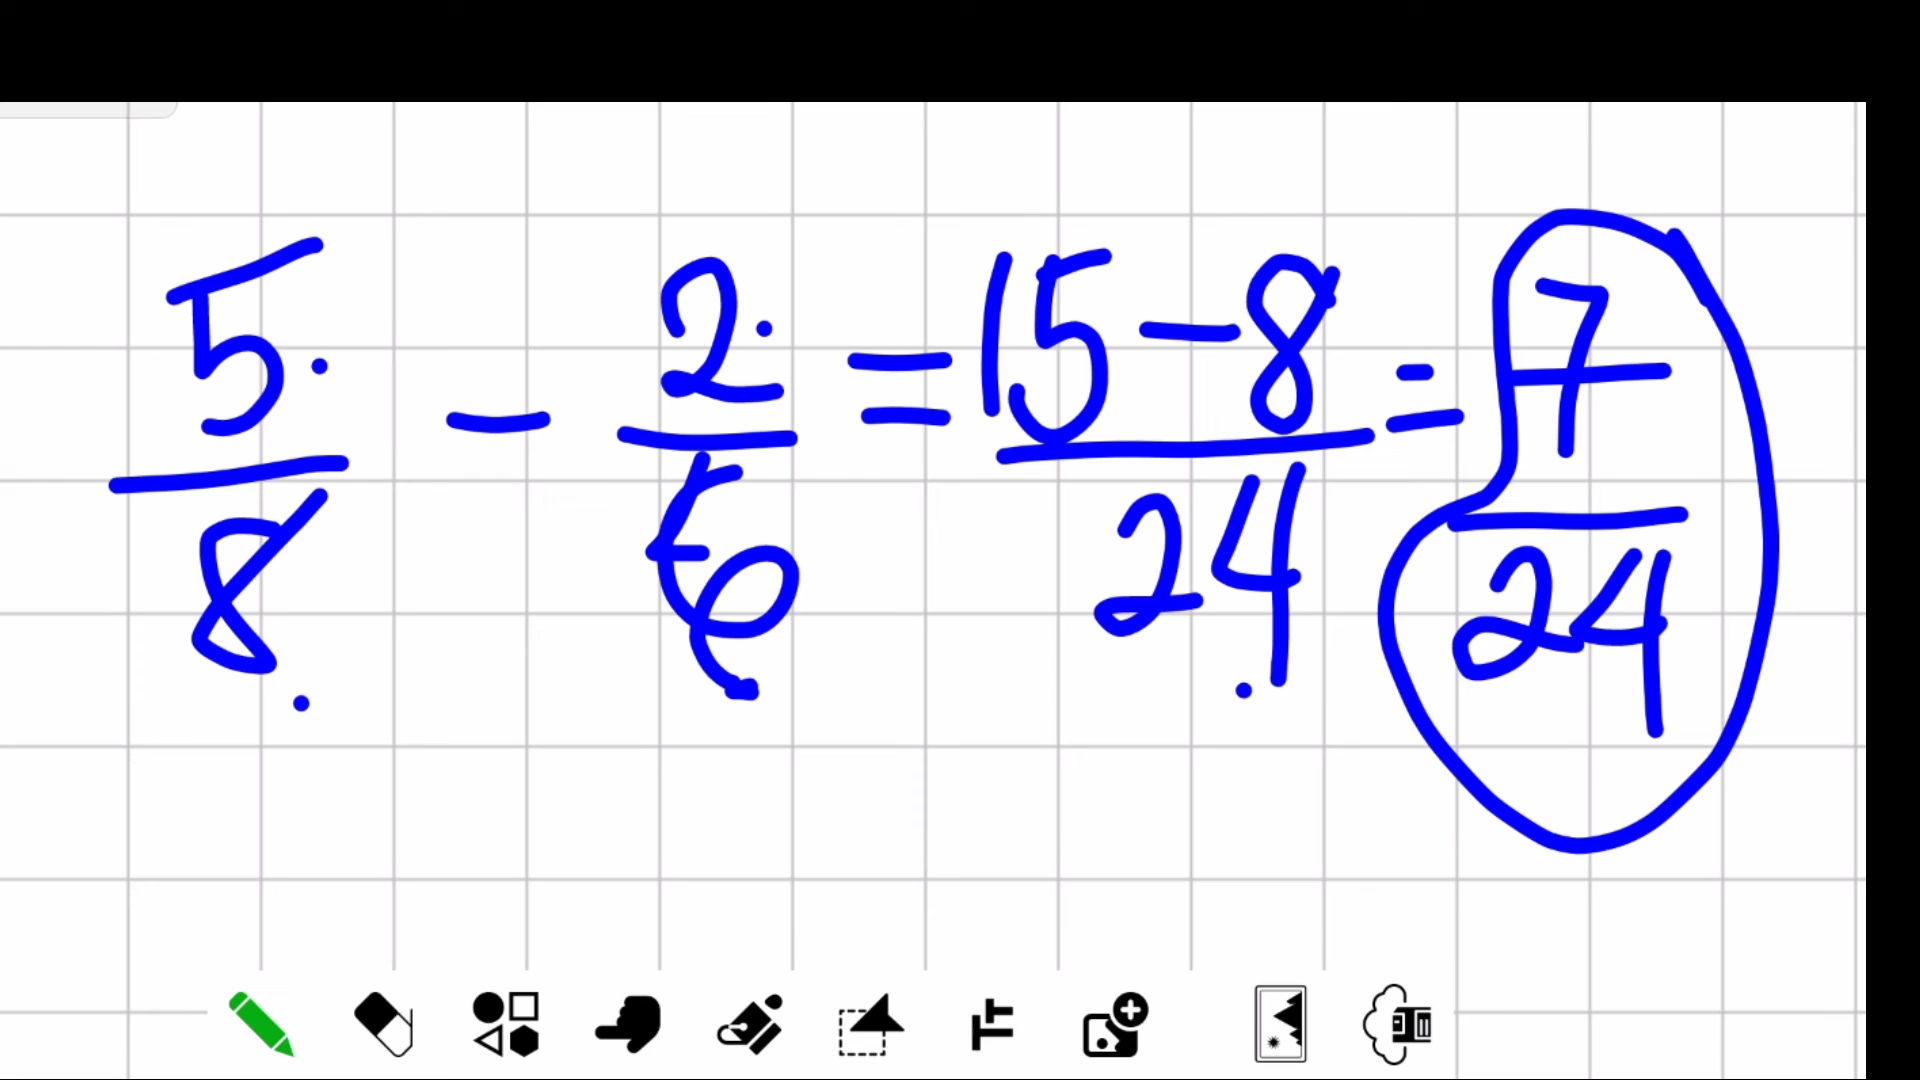 5/8 - 2/6 = 15-8/24 = 7/24